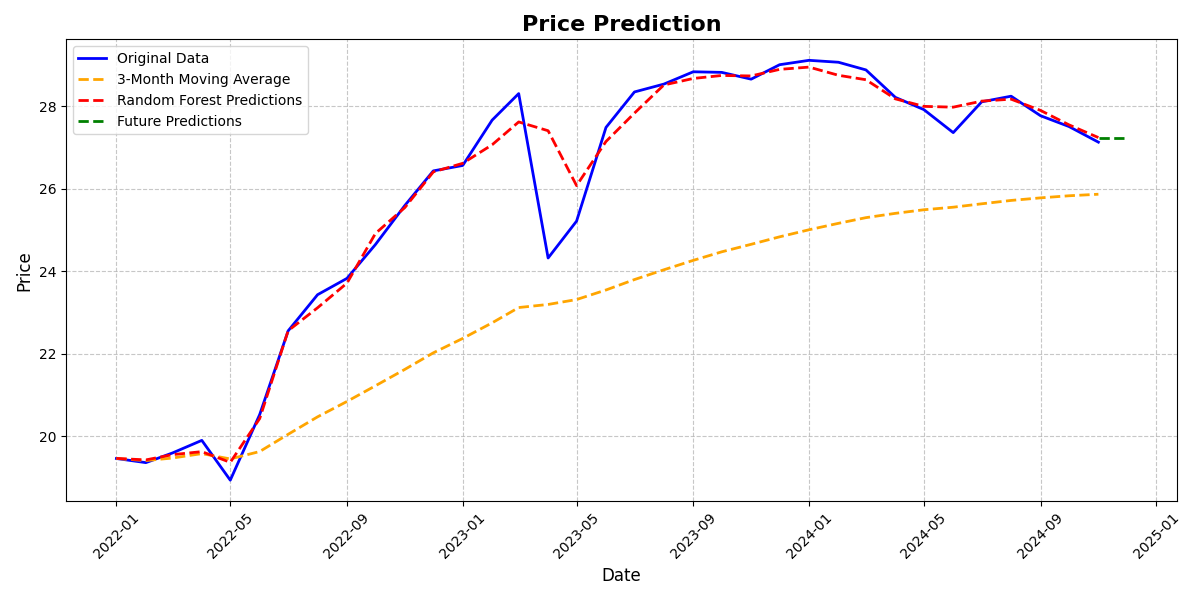 Price Prediction
Original Data
3-Month Moving Average
Random Forest Predictions
Future Predictions
Price
28
26
24
22
20
2022-01
2022-05
2022-09
2023-01
2023-05
2023-09
2024-01
2024-05
2024-09
2025-01
Date